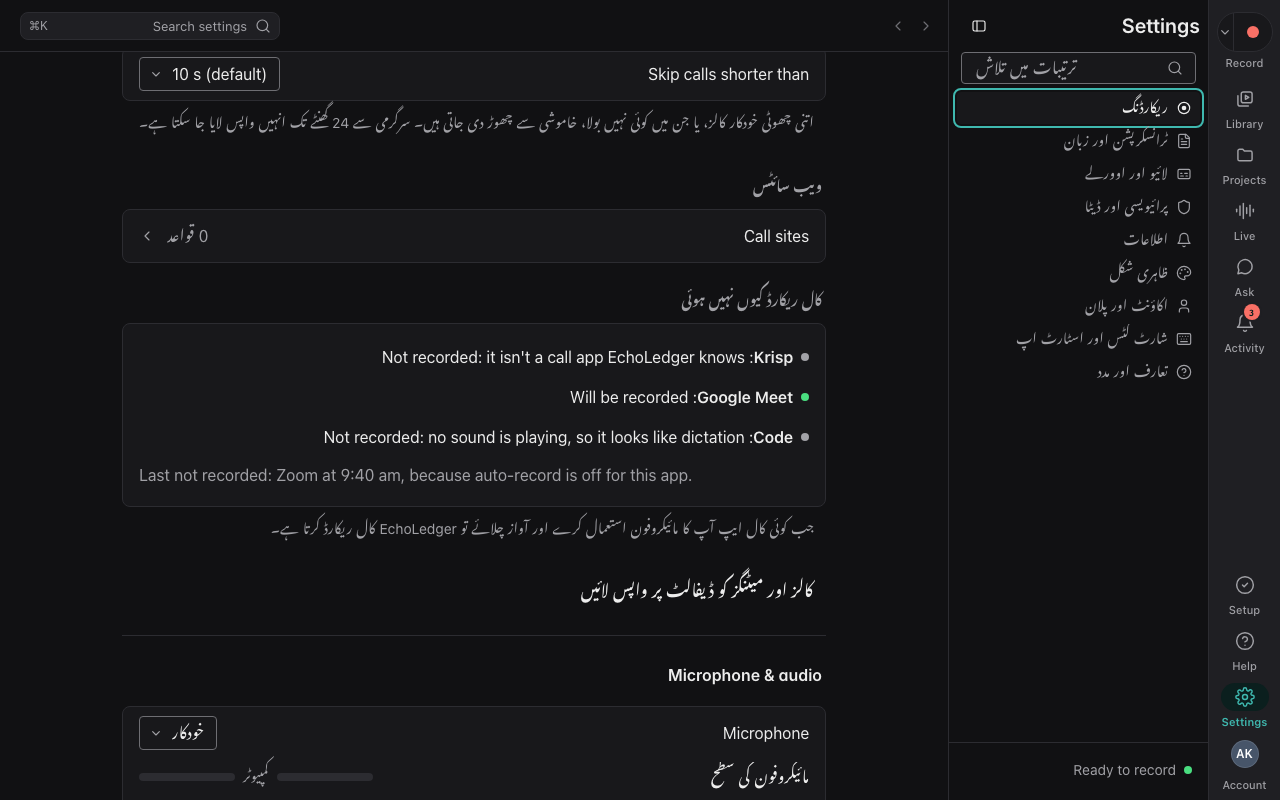 Search settings
⌘K
Settings
ترتیبات میں تلاش
ریکارڈنگ
ٹرانسکرپشن اور زبان
لائیو اور اوورلے
پرائیویسی اور ڈیٹا
اطلاعات
ظاہری شکل
اکاؤنٹ اور پلان
شارٹ کٹس اور اسٹارٹ اپ
تعارف اور مدد
Ready to record
Record
Library
Projects
Live
Ask
3
Activity
Setup
Help
Settings
AK
Account
Skip calls shorter than
10 s (default)
اتنی چھوٹی خودکار کالز، یا جن میں کوئی نہیں بولا، خاموشی سے چھوڑ دی جاتی ہیں۔ سرگرمی سے 24 گھنٹے تک انہیں واپس لایا جا سکتا ہے۔
ویب سائٹس
Call sites
0 قواعد
کال ریکارڈ کیوں نہیں ہوئی
Krisp: Not recorded: it isn't a call app EchoLedger knows
Google Meet: Will be recorded
Code: Not recorded: no sound is playing, so it looks like dictation
Last not recorded: Zoom at 9:40 am, because auto-record is off for this app.
جب کوئی کال ایپ آپ کا مائیکروفون استعمال کرے اور آواز چلائے تو EchoLedger کال ریکارڈ کرتا ہے۔
کالز اور میٹنگز کو ڈیفالٹ پر واپس لائیں
Microphone & audio
Microphone
خودکار
مائیکروفون کی سطح
کمپیوٹر